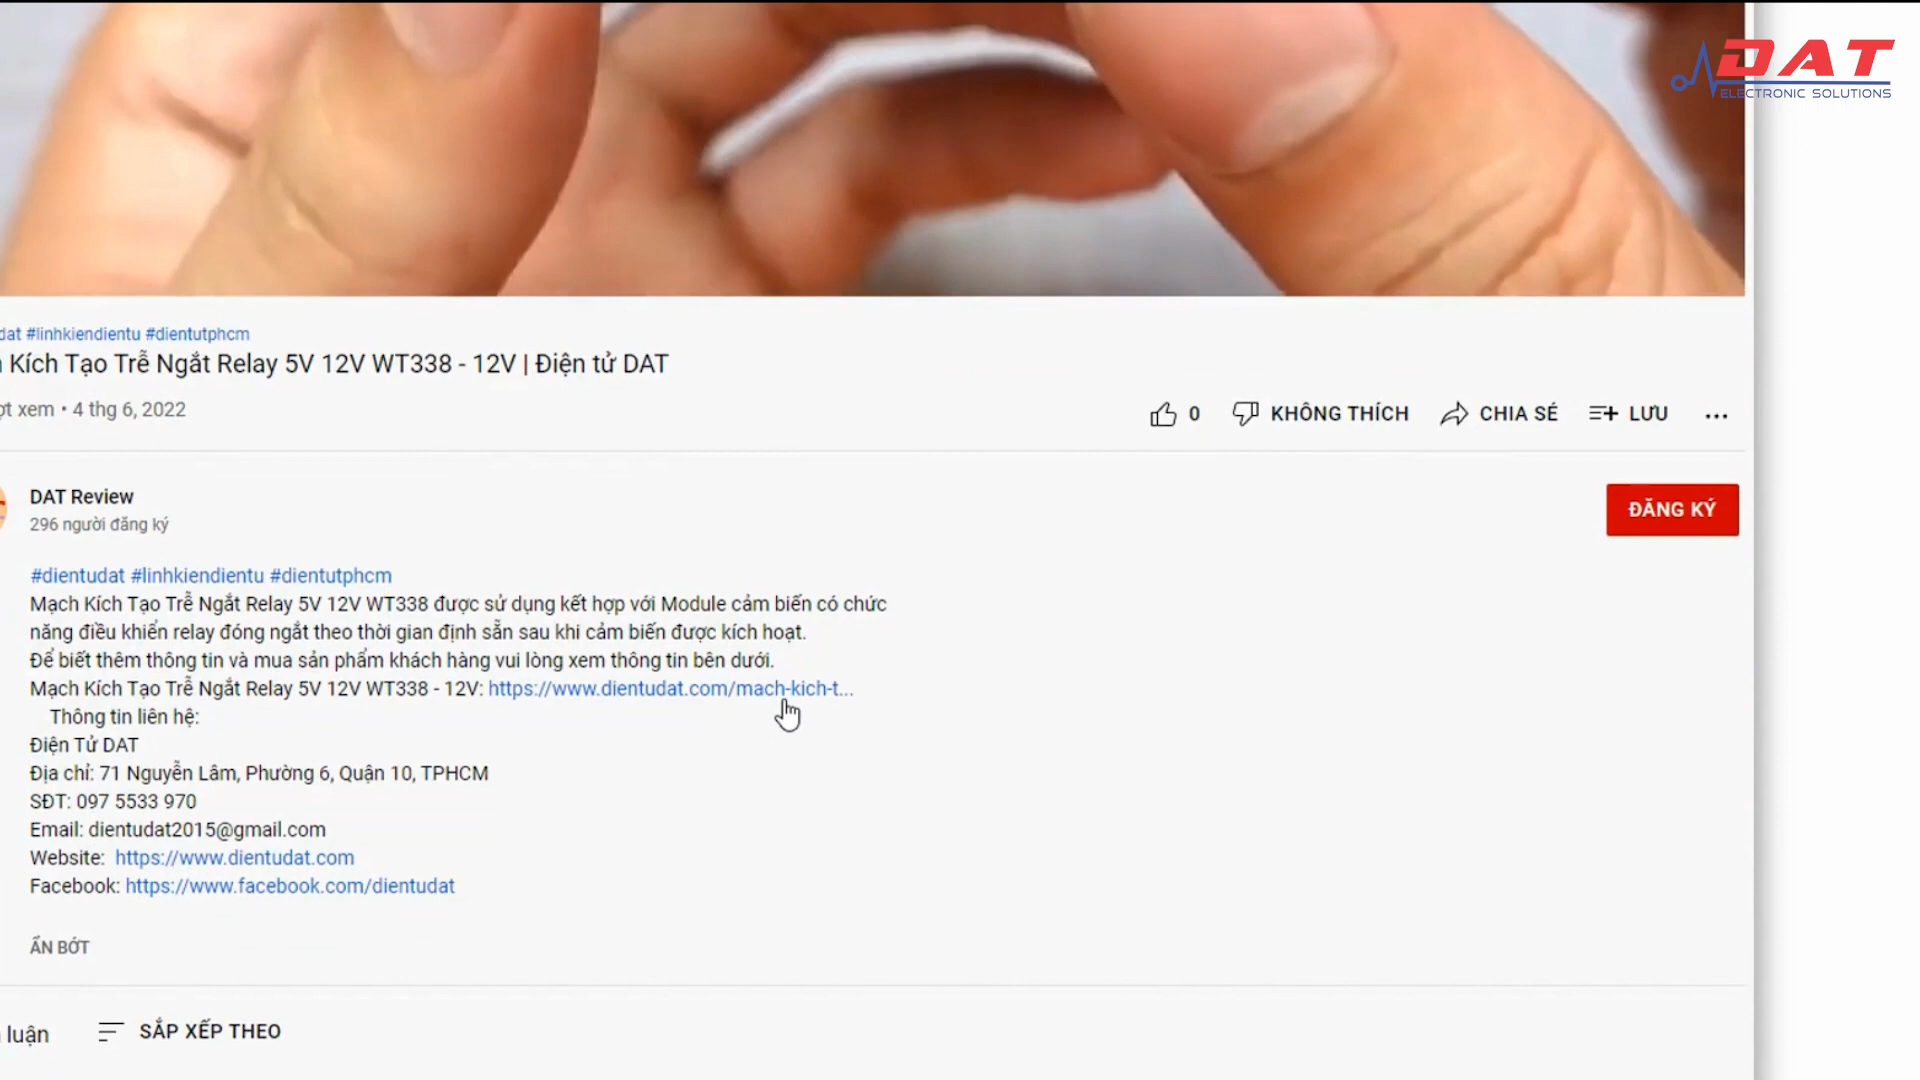 DAT
ELECTRONIC SOLUTIONS
dat #linhkiendientu #dientutphcm
Kích Tạo Trễ Ngắt Relay 5V 12V WT338 - 12V | Điện tử DAT
xem • 4 thg 6, 2022
0 KHÔNG THÍCH CHIA SẺ LƯU ...
DAT Review
296 người đăng ký
ĐĂNG KÝ
#dientudat #linhkiendientu #dientutphcm
Mạch Kích Tạo Trễ Ngắt Relay 5V 12V WT338 được sử dụng kết hợp với Module cảm biến có chức
năng điều khiển relay đóng ngắt theo thời gian định sẵn sau khi cảm biến được kích hoạt.
Để biết thêm thông tin và mua sản phẩm khách hàng vui lòng xem thông tin bên dưới.
Mạch Kích Tạo Trễ Ngắt Relay 5V 12V WT338 - 12V: https://www.dientudat.com/mach-kich-t...
Thông tin liên hệ:
Điện Tử DAT
Địa chỉ: 71 Nguyễn Lâm, Phường 6, Quận 10, TPHCM
SĐT: 097 5533 970
Email: dientudat2015@gmail.com
Website: https://www.dientudat.com
Facebook: https://www.facebook.com/dientudat
ẨN BỚT
luận SẮP XẾP THEO